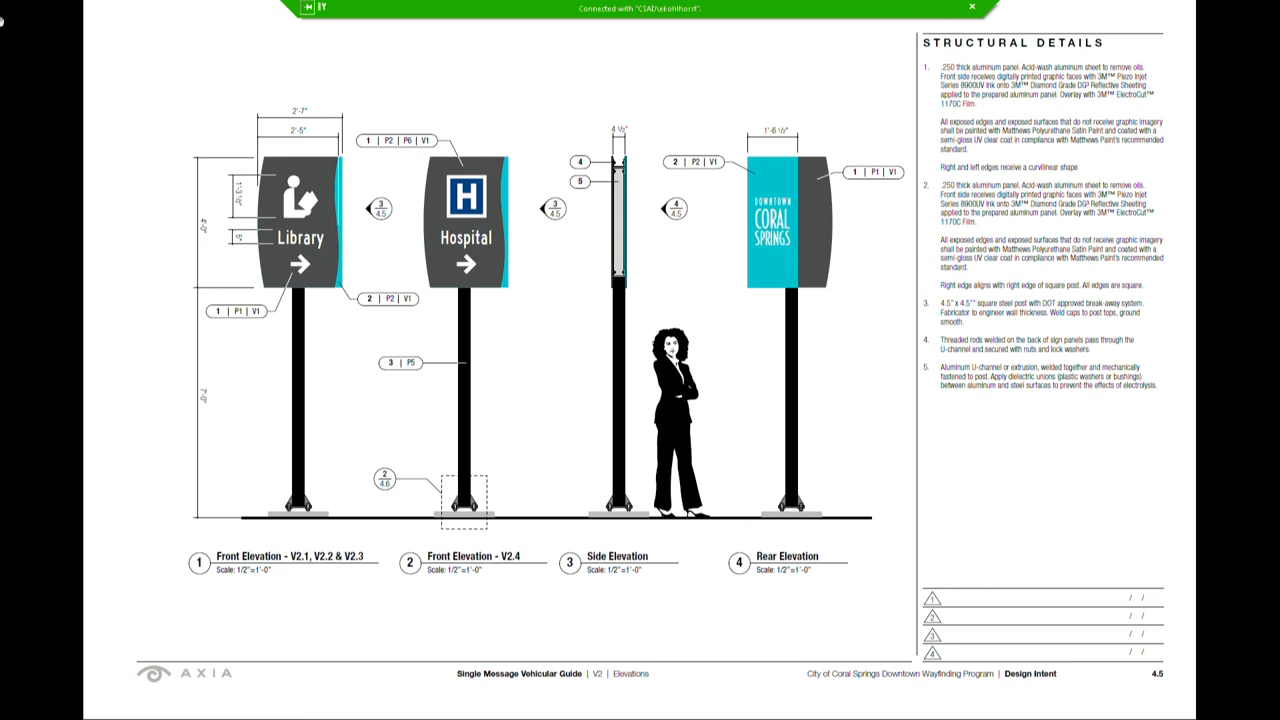 BY
Connected with "CSAD\ekohlhorst".
STRUCTURAL DETAILS
1. .250 thick aluminum panel. Acid-wash aluminum sheet to remove oils.
Front side receives digitally printed graphic faces with 3M™ Piezo Inkjet
Series 8900UV Ink onto 3M™ Diamond Grade DG³ Reflective Sheeting
applied to the prepared aluminum panel. Overlay with 3M™ ElectroCut™
1170C Film.
All exposed edges and exposed surfaces that do not receive graphic imagery
shall be painted with Matthews Polyurethane Satin Paint and coated with a
semi-gloss UV clear coat in compliance with Matthews Paint's recommended
standard.
Right and left edges receive a curvilinear shape
2. .250 thick aluminum panel. Acid-wash aluminum sheet to remove oils.
Front side receives digitally printed graphic faces with 3M™ Piezo Inkjet
Series 8900UV Ink onto 3M™ Diamond Grade DG³ Reflective Sheeting
applied to the prepared aluminum panel. Overlay with 3M™ ElectroCut™
1170C Film.
All exposed edges and exposed surfaces that do not receive graphic imagery
shall be painted with Matthews Polyurethane Satin Paint and coated with a
semi-gloss UV clear coat in compliance with Matthews Paint's recommended
standard.
Right edge aligns with right edge of square post. All edges are square.
3. 4.5" x 4.5"" square steel post with DOT approved break-away system.
Fabricator to engineer wall thickness. Weld caps to post tops, ground
smooth.
4. Threaded rods welded on the back of sign panels pass through the
U-channel and secured with nuts and lock washers.
5. Aluminum U-channel or extrusion, welded together and mechanically
fastened to post. Apply dielectric unions (plastic washers or bushings)
between aluminum and steel surfaces to prevent the effects of electrolysis.
2'-7"
2'-5"
4'-0"
5"
7'-0"
Library
1 | P1 | V1
2 | P2 | V1
3
4.5
1 | P2 | P6 | V1
H
Hospital
3 | P5
2
4.6
3
4.5
4 ½"
4
5
4
4.5
1'-6 ½"
2 | P2 | V1
1 | P1 | V1
DOWNTOWN
CORAL
SPRINGS
1 Front Elevation - V2.1, V2.2 & V2.3
Scale: 1/2"=1'-0"
2 Front Elevation - V2.4
Scale: 1/2"=1'-0"
3 Side Elevation
Scale: 1/2"=1'-0"
4 Rear Elevation
Scale: 1/2"=1'-0"
1 / /
2 / /
3 / /
4 / /
AXIA
Single Message Vehicular Guide | V2 | Elevations
City of Coral Springs Downtown Wayfinding Program | Design Intent
4.5